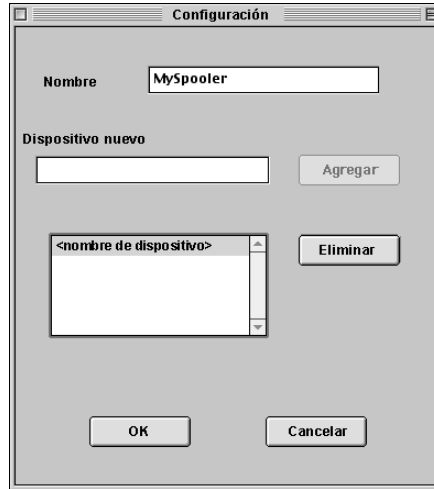 Configuración
Nombre
MySpooler
Dispositivo nuevo
Agregar
<nombre de dispositivo>
Eliminar
OK
Cancelar